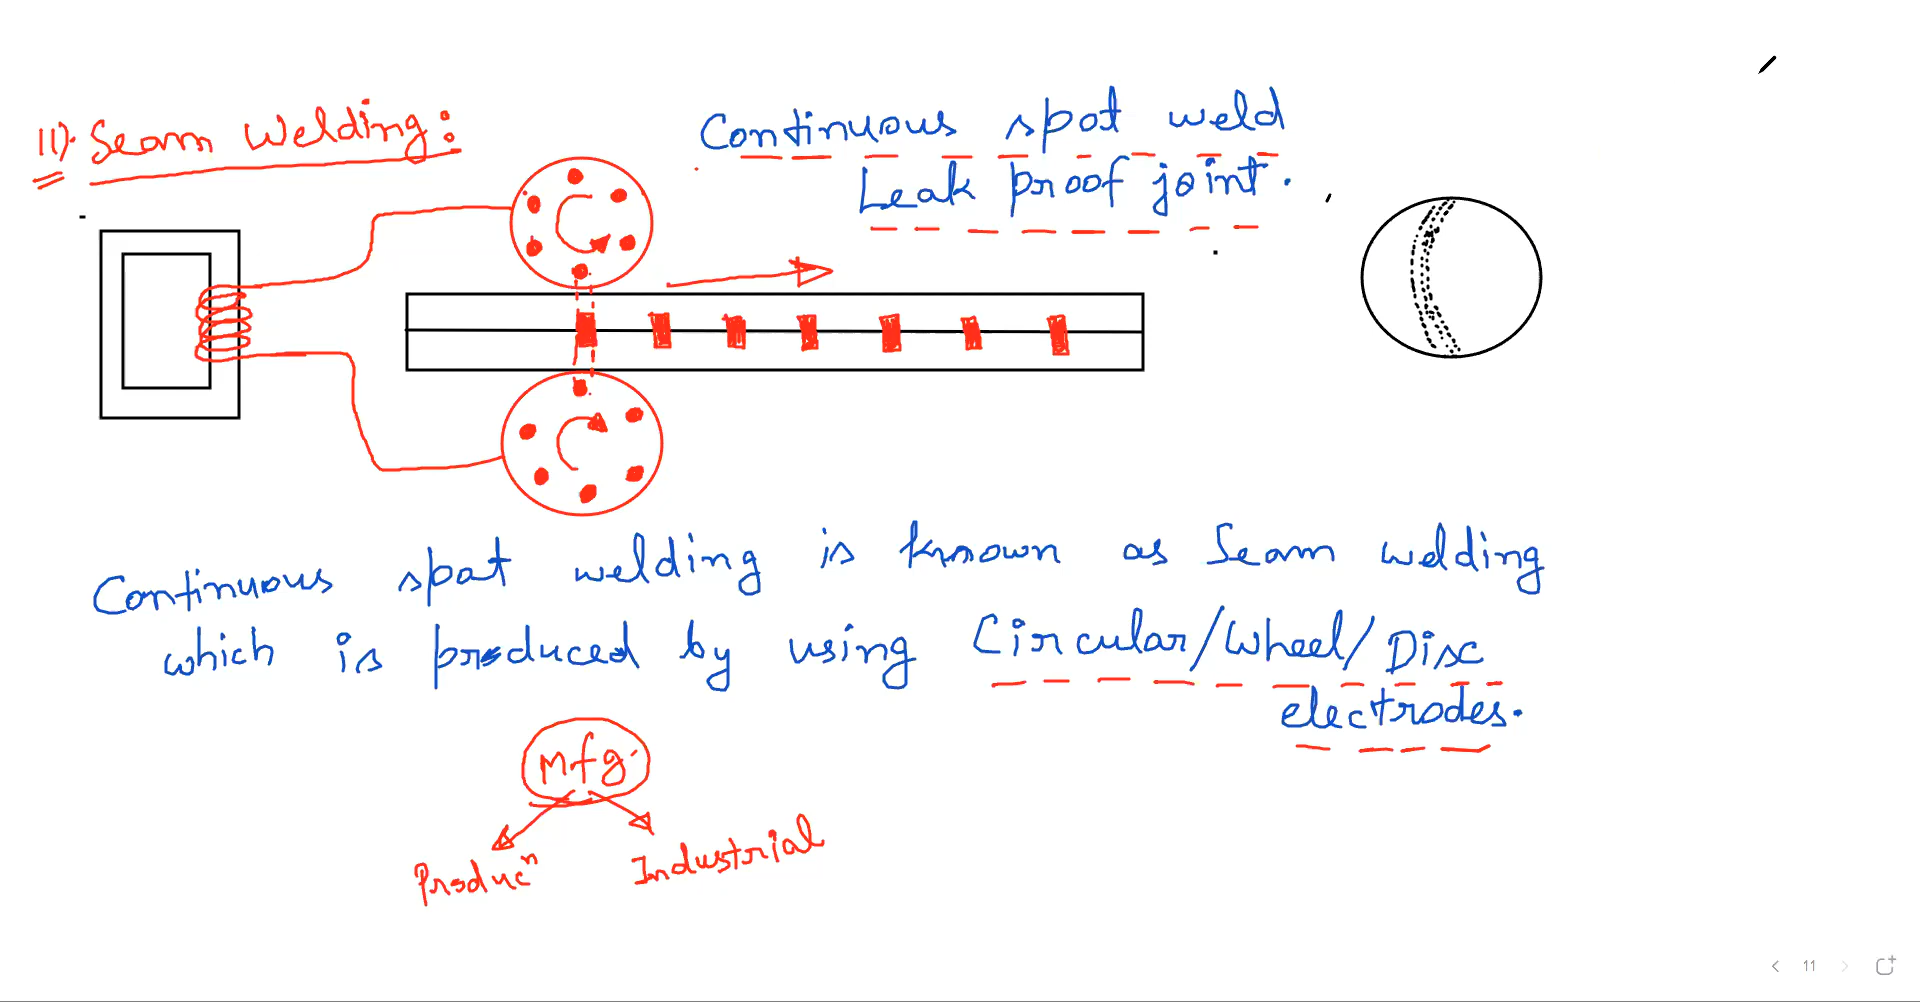 II). Seam Welding:
Continuous spot weld
Leak proof joint.
Continuous spot welding is known as Seam welding
which is produced by using Circular/Wheel/Disc
electrodes.
Mfg.
Producⁿ
Industrial
11